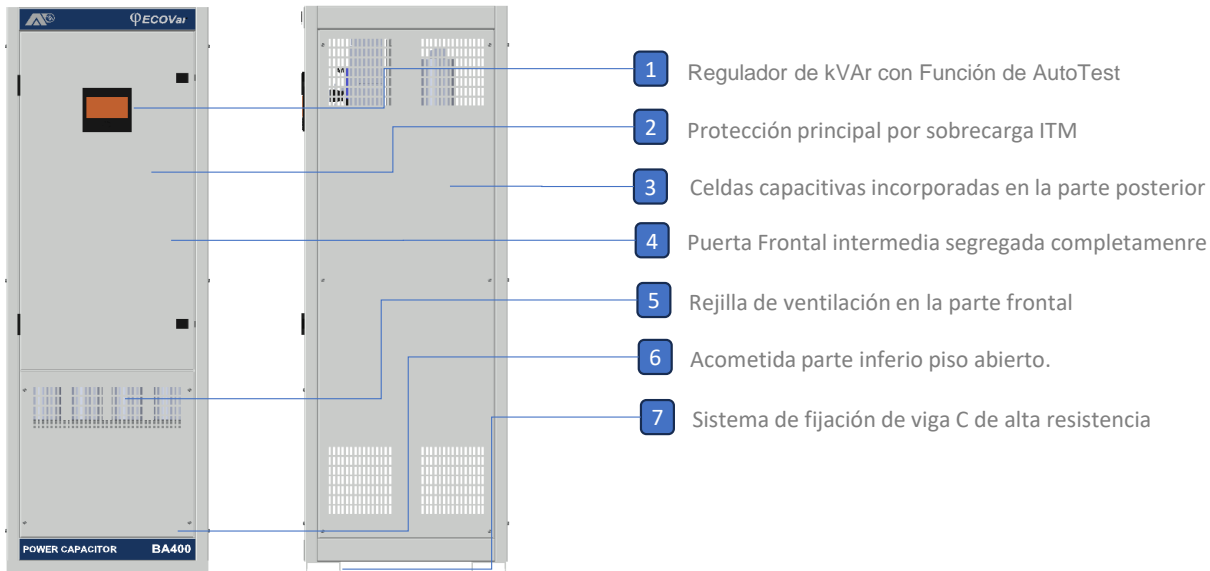 φECOVar
1 Regulador de kVAr con Función de AutoTest
2 Protección principal por sobrecarga ITM
3 Celdas capacitivas incorporadas en la parte posterior
4 Puerta Frontal intermedia segregada completamenre
5 Rejilla de ventilación en la parte frontal
6 Acometida parte inferio piso abierto.
7 Sistema de fijación de viga C de alta resistencia
POWER CAPACITOR BA400